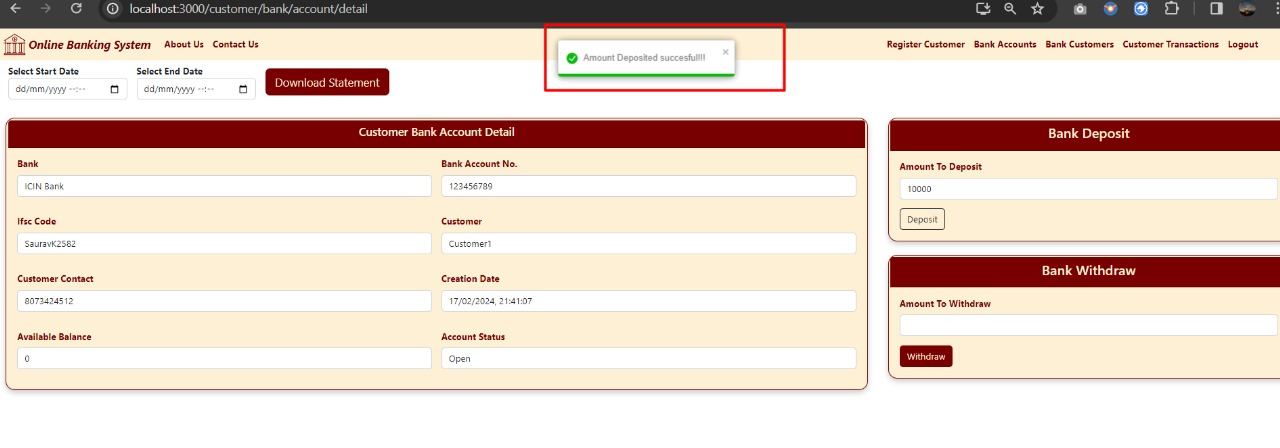 localhost:3000/customer/bank/account/detail
Online Banking System About Us Contact Us
Amount Deposited succesful!!!
×
Register Customer Bank Accounts Bank Customers Customer Transactions Logout
Select Start Date Select End Date
dd/mm/yyyy --:-- dd/mm/yyyy --:-- Download Statement
Customer Bank Account Detail
Bank Bank Account No.
ICIN Bank 123456789
Ifsc Code Customer
SauravK2582 Customer1
Customer Contact Creation Date
8073424512 17/02/2024, 21:41:07
Available Balance Account Status
0 Open
Bank Deposit
Amount To Deposit
10000
Deposit
Bank Withdraw
Amount To Withdraw
Withdraw